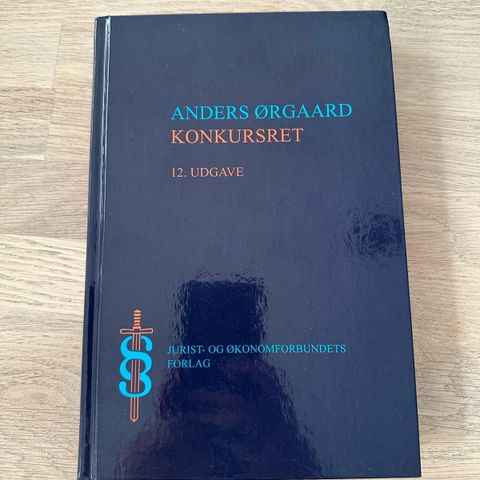 ANDERS ØRGAARD
KONKURSRET
12. UDGAVE
JURIST- OG ØKONOMFORBUNDETS
FORLAG